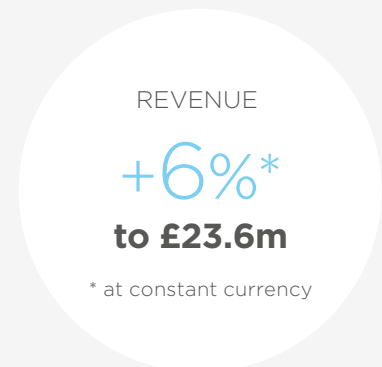 REVENUE
+6%*
to £23.6m
* at constant currency